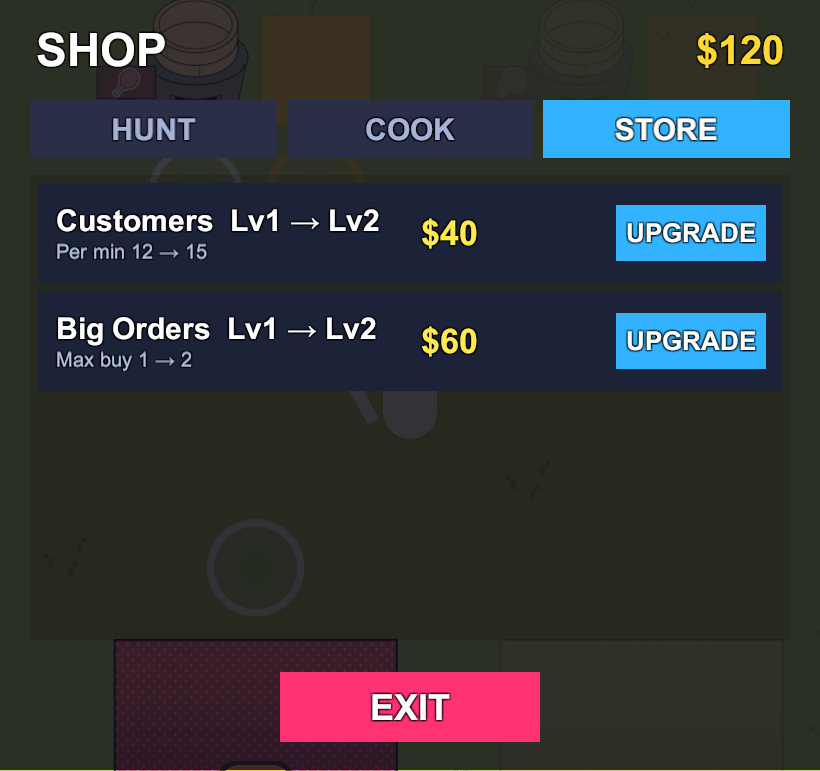 SHOP
$120
HUNT
COOK
STORE
Customers Lv1 → Lv2
Per min 12 → 15
$40
UPGRADE
Big Orders Lv1 → Lv2
Max buy 1 → 2
$60
UPGRADE
EXIT